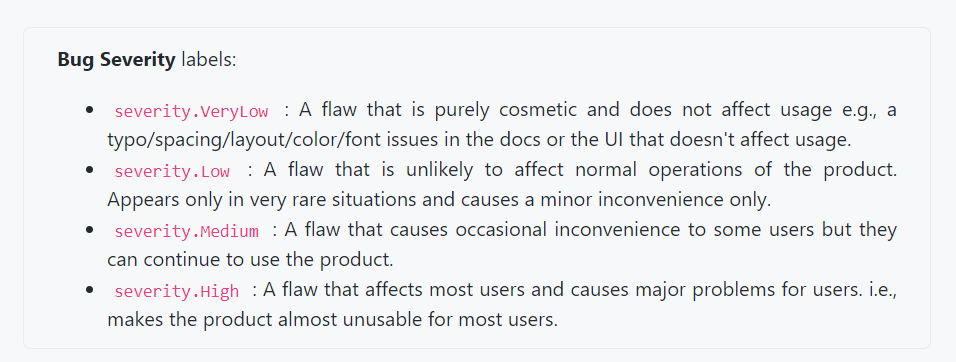 Bug Severity labels:
• severity.VeryLow : A flaw that is purely cosmetic and does not affect usage e.g., a
typo/spacing/layout/color/font issues in the docs or the UI that doesn't affect usage.
• severity.Low : A flaw that is unlikely to affect normal operations of the product.
Appears only in very rare situations and causes a minor inconvenience only.
• severity.Medium : A flaw that causes occasional inconvenience to some users but they
can continue to use the product.
• severity.High : A flaw that affects most users and causes major problems for users. i.e.,
makes the product almost unusable for most users.